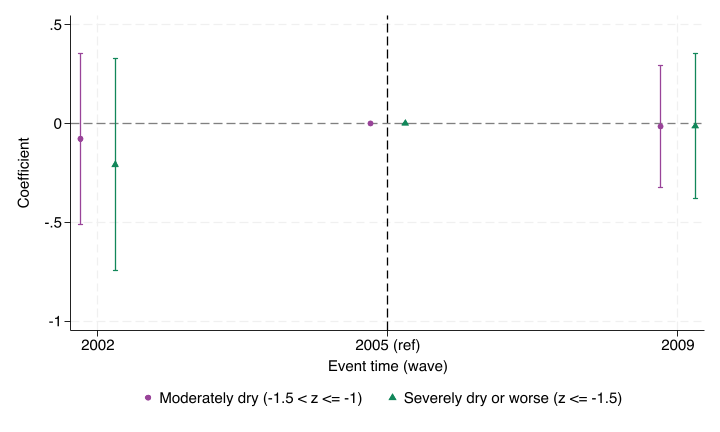 .5
0
-.5
-1
Coefficient
2002
2005 (ref)
2009
Event time (wave)
Moderately dry (-1.5 < z <= -1)
Severely dry or worse (z <= -1.5)